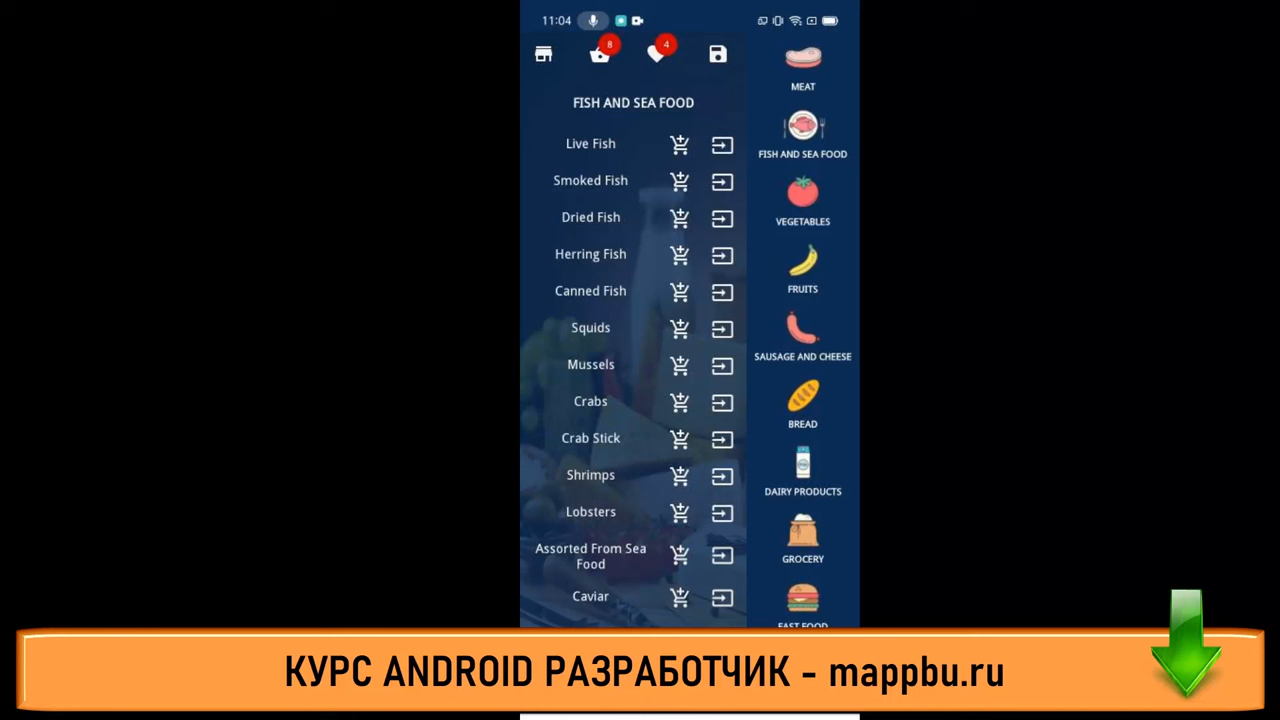 11:04
8
4
FISH AND SEA FOOD
Live Fish
Smoked Fish
Dried Fish
Herring Fish
Canned Fish
Squids
Mussels
Crabs
Crab Stick
Shrimps
Lobsters
Assorted From Sea
Food
Caviar
MEAT
FISH AND SEA FOOD
VEGETABLES
FRUITS
SAUSAGE AND CHEESE
BREAD
DAIRY PRODUCTS
GROCERY
FAST FOOD
КУРС ANDROID РАЗРАБОТЧИК - mappbu.ru